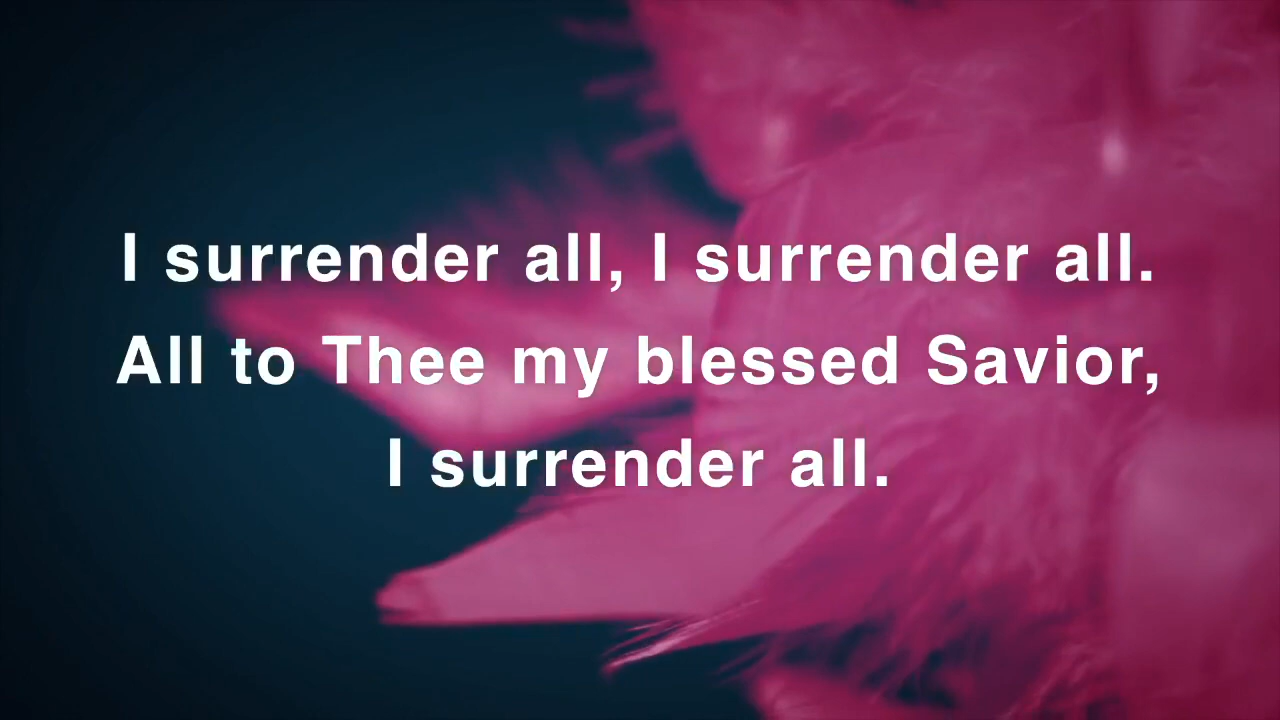 I surrender all, I surrender all.
All to Thee my blessed Savior,
I surrender all.